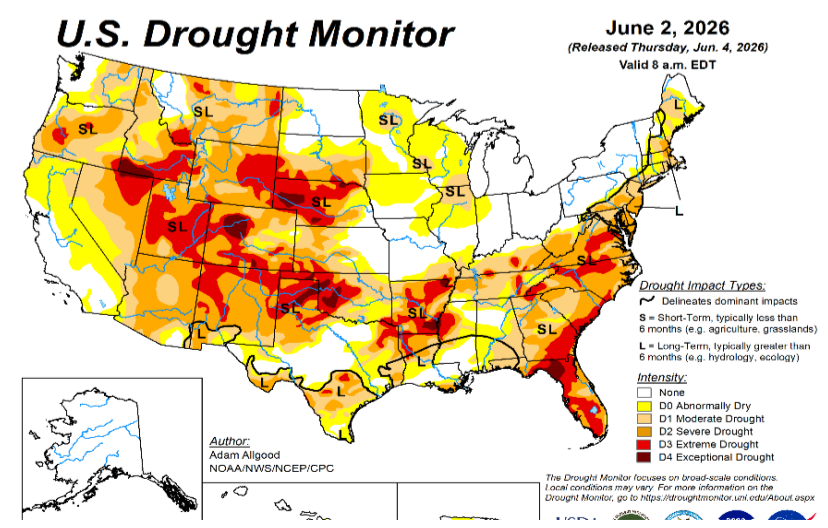 U.S. Drought Monitor
June 2, 2026
(Released Thursday, Jun. 4, 2026)
Valid 8 a.m. EDT
SL
SL
SL
SL
SL
SL
SL
SL
SL
SL
SL
L
L
L
L
L
L
Drought Impact Types:
Delineates dominant impacts
S = Short-Term, typically less than
6 months (e.g. agriculture, grasslands)
L = Long-Term, typically greater than
6 months (e.g. hydrology, ecology)
Intensity:
None
D0 Abnormally Dry
D1 Moderate Drought
D2 Severe Drought
D3 Extreme Drought
D4 Exceptional Drought
Author:
Adam Allgood
NOAA/NWS/NCEP/CPC
The Drought Monitor focuses on broad-scale conditions.
Local conditions may vary. For more information on the
Drought Monitor, go to https://droughtmonitor.unl.edu/About.aspx